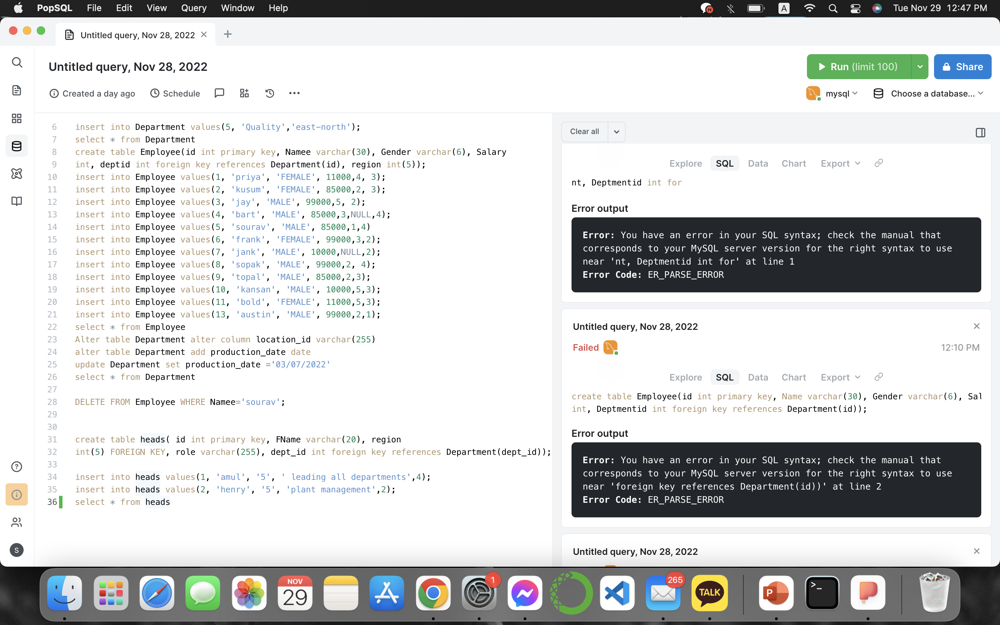 PopSQL File Edit View Query Window Help
N A Tue Nov 29 12:47 PM
Untitled query, Nov 28, 2022
Untitled query, Nov 28, 2022
Run (limit 100) Share
Created a day ago Schedule
mysql Choose a database...
6 insert into Department values(5, 'Quality','east-north');
7 select * from Department
8 create table Employee(id int primary key, Namee varchar(30), Gender varchar(6), Salary
9 int, deptid int foreign key references Department(id), region int(5));
10 insert into Employee values(1, 'priya', 'FEMALE', 11000,4, 3);
11 insert into Employee values(2, 'kusum', 'FEMALE', 85000,2, 3);
12 insert into Employee values(3, 'jay', 'MALE', 99000,5, 2);
13 insert into Employee values(4, 'bart', 'MALE', 85000,3,NULL,4);
14 insert into Employee values(5, 'sourav', 'MALE', 85000,1,4)
15 insert into Employee values(6, 'frank', 'FEMALE', 99000,3,2);
16 insert into Employee values(7, 'jank', 'MALE', 10000,NULL,2);
17 insert into Employee values(8, 'sopak', 'MALE', 99000,2, 4);
18 insert into Employee values(9, 'topal', 'MALE', 85000,2,3);
19 insert into Employee values(10, 'kansan', 'MALE', 10000,5,3);
20 insert into Employee values(11, 'bold', 'FEMALE', 11000,5,3);
21 insert into Employee values(13, 'austin', 'MALE', 99000,2,1);
22 select * from Employee
23 Alter table Department alter column location_id varchar(255)
24 alter table Department add production_date date
25 update Department set production_date ='03/07/2022'
26 select * from Department
27
28 DELETE FROM Employee WHERE Namee='sourav';
29
30
31 create table heads( id int primary key, FName varchar(20), region
32 int(5) FOREIGN KEY, role varchar(255), dept_id int foreign key references Department(dept_id));
33
34 insert into heads values(1, 'amul', '5', ' leading all departments',4);
35 insert into heads values(2, 'henry', '5', 'plant management',2);
36 select * from heads
S
Clear all
Explore SQL Data Chart Export
nt, Deptmentid int for
Error output
Error: You have an error in your SQL syntax; check the manual that
corresponds to your MySQL server version for the right syntax to use
near 'nt, Deptmentid int for' at line 1
Error Code: ER_PARSE_ERROR
Untitled query, Nov 28, 2022
Failed 12:10 PM
Explore SQL Data Chart Export
create table Employee(id int primary key, Name varchar(30), Gender varchar(6), Sal
int, Deptmentid int foreign key references Department(id));
Error output
Error: You have an error in your SQL syntax; check the manual that
corresponds to your MySQL server version for the right syntax to use
near 'foreign key references Department(id))' at line 2
Error Code: ER_PARSE_ERROR
Untitled query, Nov 28, 2022
NOV
29
1
265
TALK
P
>_